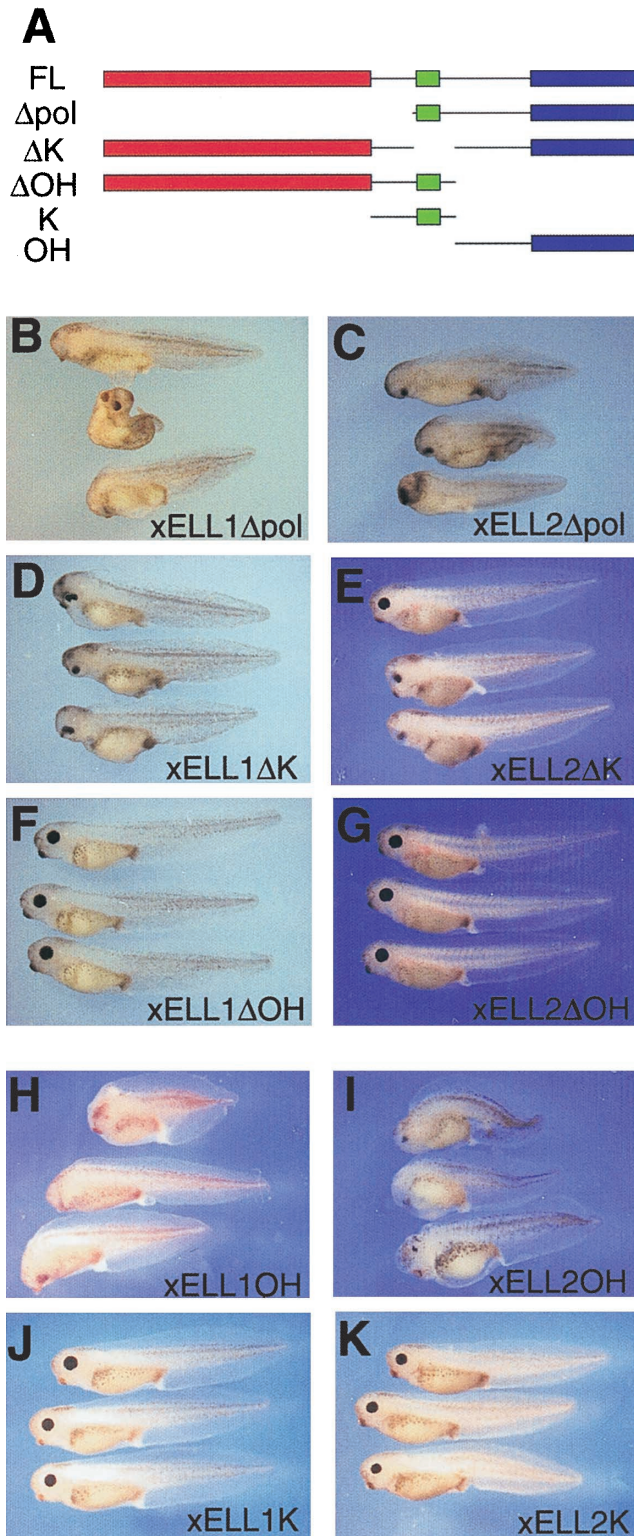 A
FL
Δpol
ΔK
ΔOH
K
OH
B
xELL1Δpol
C
xELL2Δpol
D
xELL1ΔK
E
xELL2ΔK
F
xELL1ΔOH
G
xELL2ΔOH
H
xELL1OH
I
xELL2OH
J
xELL1K
K
xELL2K